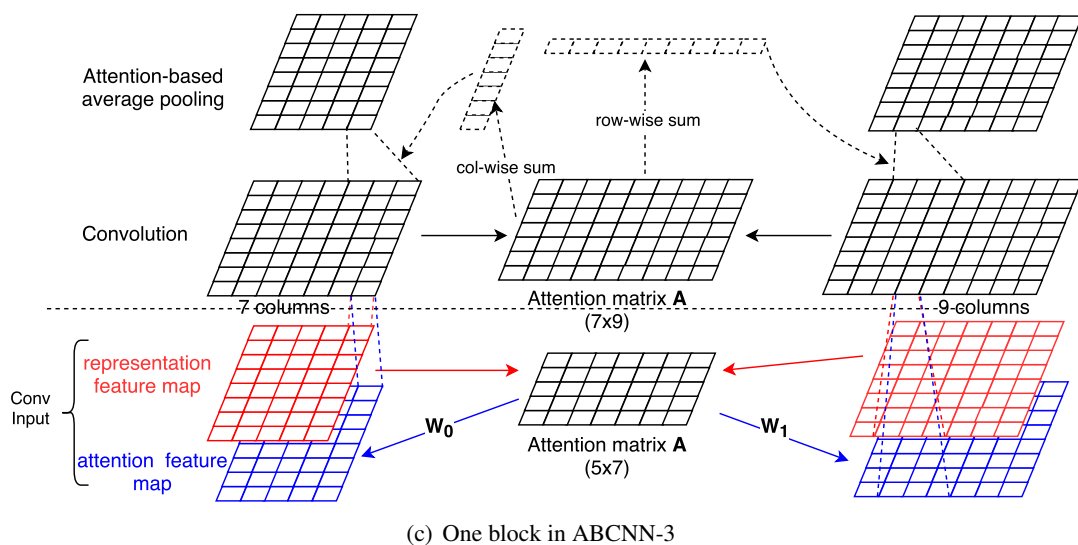 Attention-based
average pooling
row-wise sum
col-wise sum
Convolution
7 columns
Attention matrix A
(7x9)
9 columns
Conv
Input
representation
feature map
W0
W1
Attention matrix A
(5x7)
attention feature
map
(c) One block in ABCNN-3